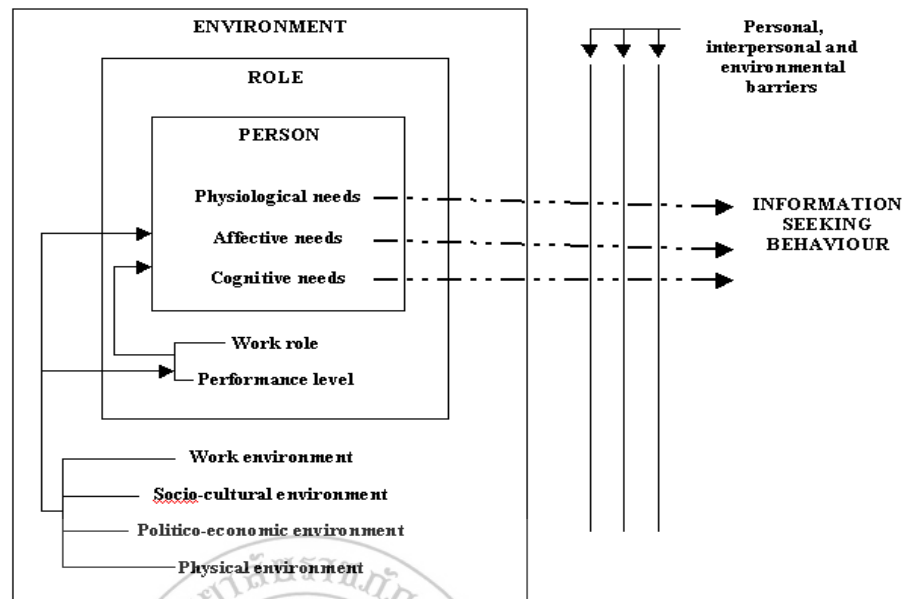 ENVIRONMENT
ROLE
PERSON
Physiological needs
Affective needs
Cognitive needs
Work role
Performance level
Work environment
Socio-cultural environment
Politico-economic environment
Physical environment
Personal,
interpersonal and
environmental
barriers
INFORMATION
SEEKING
BEHAVIOUR